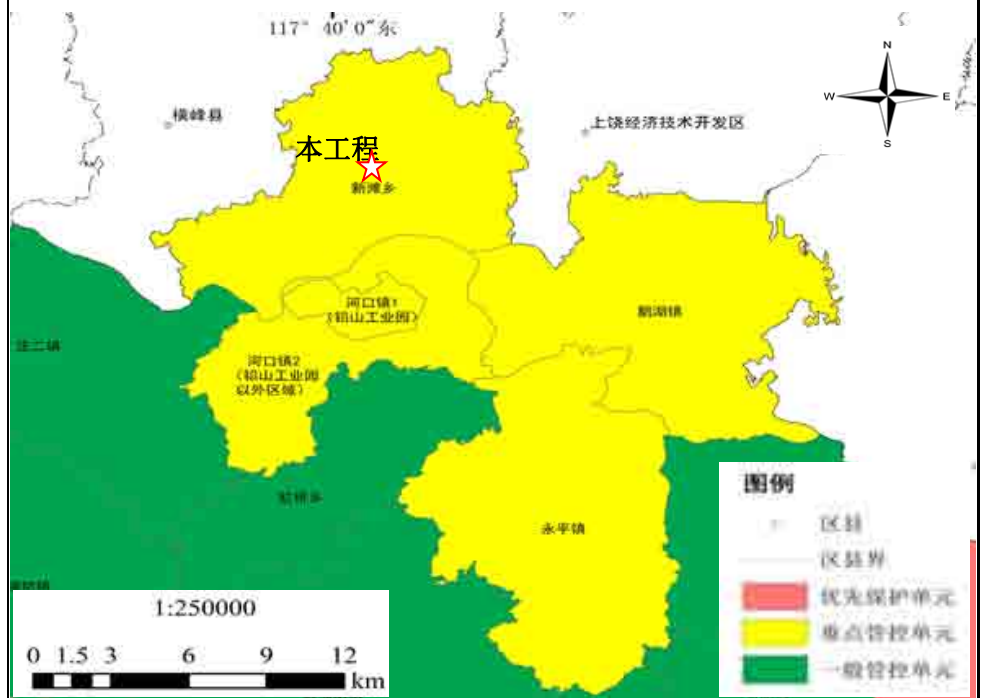 117° 40′0″东
N
W
E
S
横峰县
上饶经济技术开发区
本工程
新滩乡
河口镇1
(铅山工业园)
鹅湖镇
汪二镇
河口镇2
(铅山工业园
以外区域)
永平镇
图例
区县
区县界
优先保护单元
重点管控单元
一般管控单元
1:250000
0 1.5 3 6 9 12
km